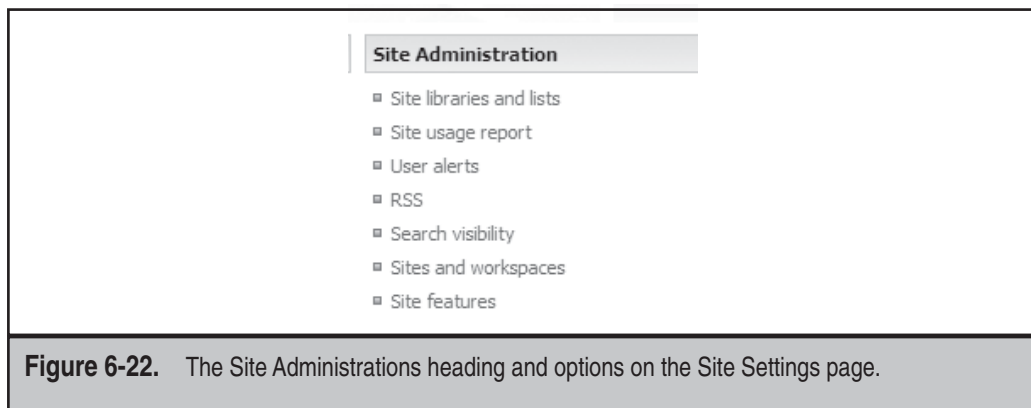 Site Administration
Site libraries and lists
Site usage report
User alerts
RSS
Search visibility
Sites and workspaces
Site features
Figure 6-22. The Site Administrations heading and options on the Site Settings page.